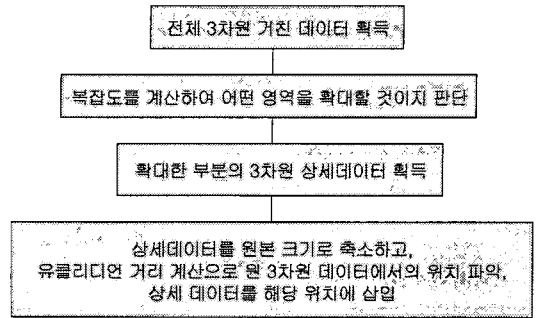 전체 3차원 거친 데이터 획득
복잡도를 계산하여 어떤 영역을 확대할 것이지 판단
확대한 부분의 3차원 상세데이터 획득
상세데이터를 원본 크기로 축소하고,
유클리디언 거리 계산으로 원 3차원 데이터에서의 위치 파악,
상세 데이터를 해당 위치에 삽입